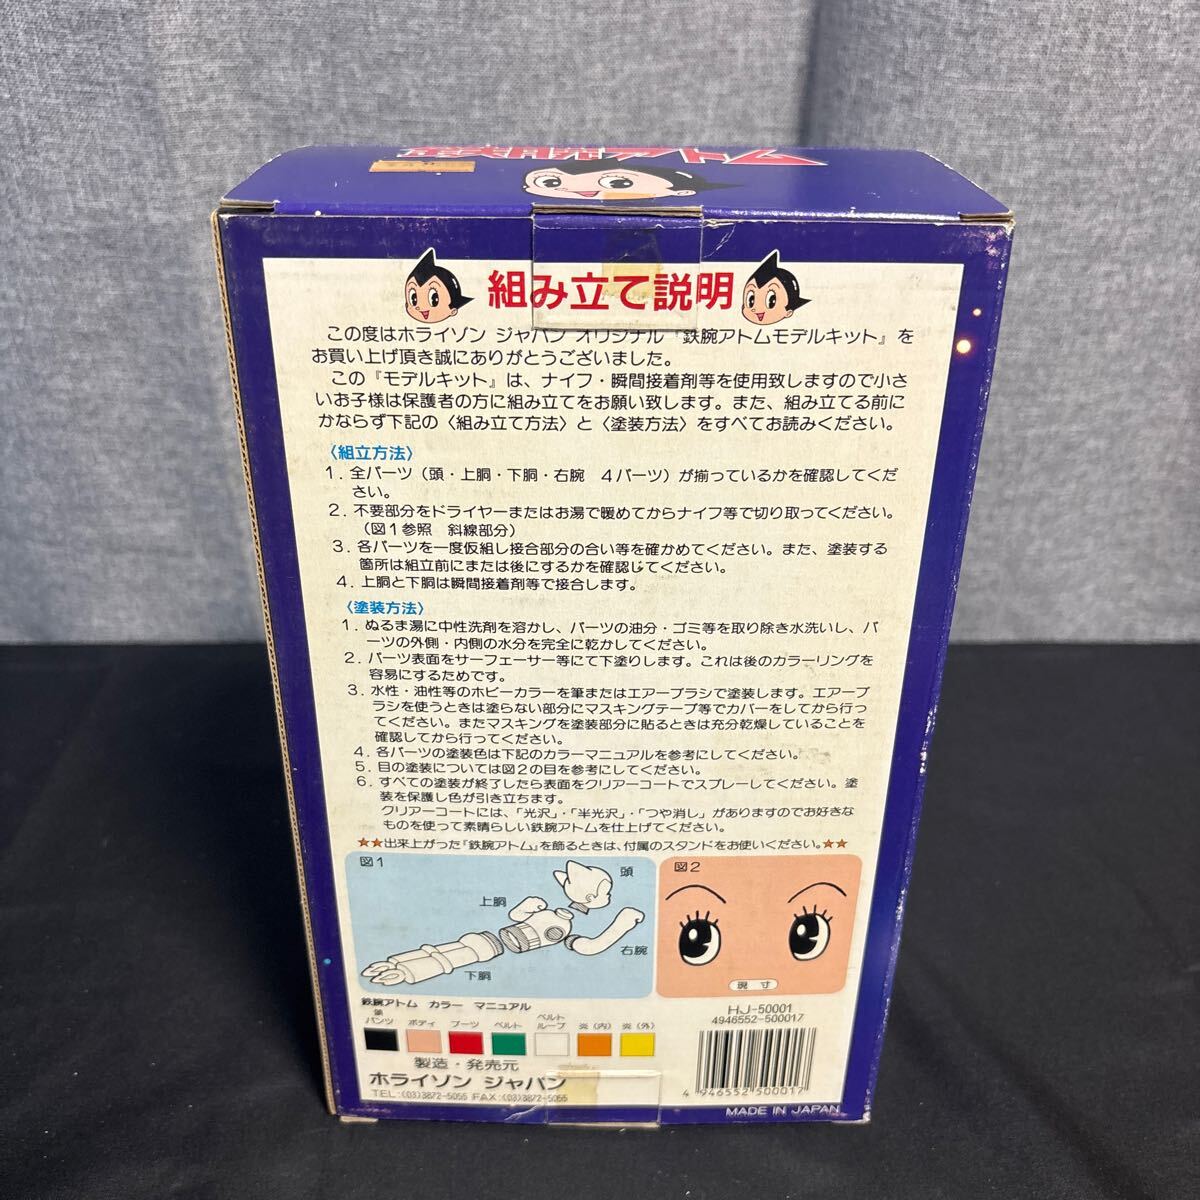 鉄腕アトム
組み立て説明
この度はホライゾン ジャパン オリジナル『鉄腕アトムモデルキット』を
お買い上げ頂き誠にありがとうございました。
この『モデルキット』は、ナイフ・瞬間接着剤等を使用致しますので小さ
いお子様は保護者の方に組み立てをお願い致します。また、組み立てる前に
かならず下記の〈組み立て方法〉と〈塗装方法〉をすべてお読みください。
〈組立方法〉
1. 全パーツ（頭・上胴・下胴・右腕 4パーツ）が揃っているかを確認してくだ
さい。
2. 不要部分をドライヤーまたはお湯で暖めてからナイフ等で切り取ってください。
（図1参照 斜線部分）
3. 各パーツを一度仮組し接合部分の合い等を確かめてください。また、塗装する
箇所は組立前にまたは後にするかを確認じてください。
4. 上胴と下胴は瞬間接着剤等で接合します。
〈塗装方法〉
1. ぬるま湯に中性洗剤を溶かし、パーツの油分・ゴミ等を取り除き水洗いし、パ
ーツの外側・内側の水分を完全に乾かしてください。
2. パーツ表面をサーフェーサー等にて下塗りします。これは後のカラーリングを
容易にするためです。
3. 水性・油性等のホビーカラーを筆またはエアーブラシで塗装します。エアーブ
ラシを使うときは塗らない部分にマスキングテープ等でカバーをしてから行っ
てください。またマスキングを塗装部分に貼るときは充分乾燥していることを
確認してから行ってください。
4. 各パーツの塗装色は下記のカラーマニュアルを参考にしてください。
5. 目の塗装については図2の目を参考にしてください。
6. すべての塗装が終了したら表面をクリアーコートでスプレーしてください。塗
装を保護し色が引き立ちます。
クリアーコートには、「光沢」・「半光沢」・「つや消し」がありますのでお好きな
ものを使って素晴らしい鉄腕アトムを仕上げてください。
★★出来上がった「鉄腕アトム」を飾るときは、付属のスタンドをお使いください。★★
図1
頭
上胴
右腕
下胴
図2
現 寸
鉄腕アトム カラー マニュアル
パンツ
ボディ
ブーツ
ベルト
ベルト
ループ
炎（内）
炎（外）
製造・発売元
ホライゾン ジャパン
TEL:(03)3872-5055 FAX:(03)3872-5055
HJ-50001
4946552-500017
4 946552 500017
MADE IN JAPAN